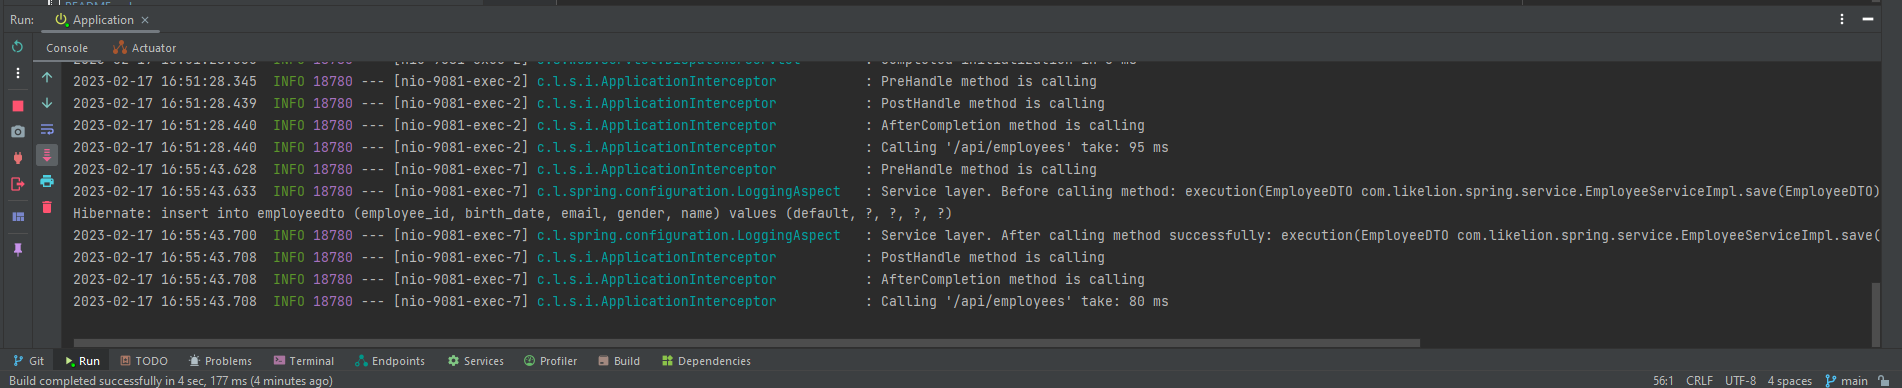 Run: Application
Console Actuator
2023-02-17 16:51:28.345  INFO 18780 --- [nio-9081-exec-2] c.l.s.i.ApplicationInterceptor           : PreHandle method is calling
2023-02-17 16:51:28.439  INFO 18780 --- [nio-9081-exec-2] c.l.s.i.ApplicationInterceptor           : PostHandle method is calling
2023-02-17 16:51:28.440  INFO 18780 --- [nio-9081-exec-2] c.l.s.i.ApplicationInterceptor           : AfterCompletion method is calling
2023-02-17 16:51:28.440  INFO 18780 --- [nio-9081-exec-2] c.l.s.i.ApplicationInterceptor           : Calling '/api/employees' take: 95 ms
2023-02-17 16:55:43.628  INFO 18780 --- [nio-9081-exec-7] c.l.s.i.ApplicationInterceptor           : PreHandle method is calling
2023-02-17 16:55:43.633  INFO 18780 --- [nio-9081-exec-7] c.l.spring.configuration.LoggingAspect   : Service layer. Before calling method: execution(EmployeeDTO com.likelion.spring.service.EmployeeServiceImpl.save(EmployeeDTO)
Hibernate: insert into employeedto (employee_id, birth_date, email, gender, name) values (default, ?, ?, ?, ?)
2023-02-17 16:55:43.700  INFO 18780 --- [nio-9081-exec-7] c.l.spring.configuration.LoggingAspect   : Service layer. After calling method successfully: execution(EmployeeDTO com.likelion.spring.service.EmployeeServiceImpl.save(
2023-02-17 16:55:43.708  INFO 18780 --- [nio-9081-exec-7] c.l.s.i.ApplicationInterceptor           : PostHandle method is calling
2023-02-17 16:55:43.708  INFO 18780 --- [nio-9081-exec-7] c.l.s.i.ApplicationInterceptor           : AfterCompletion method is calling
2023-02-17 16:55:43.708  INFO 18780 --- [nio-9081-exec-7] c.l.s.i.ApplicationInterceptor           : Calling '/api/employees' take: 80 ms
Git Run TODO Problems Terminal Endpoints Services Profiler Build Dependencies
Build completed successfully in 4 sec, 177 ms (4 minutes ago) 56:1 CRLF UTF-8 4 spaces main